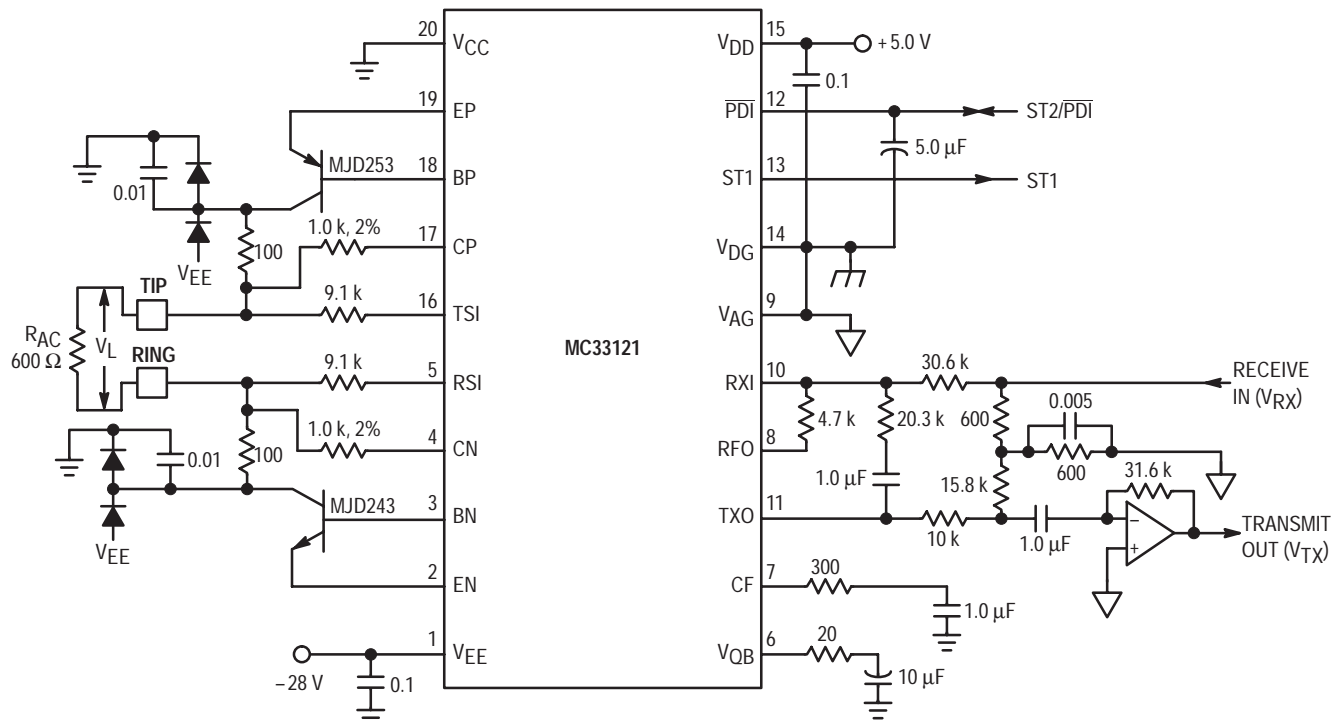 20
VCC
VDD
15
+5.0 V
0.1
19
EP
PDI
12
ST2/PDI
MJD253
5.0 µF
0.01
18
BP
ST1
13
ST1
1.0 k, 2%
17
CP
VDG
14
100
VEE
TIP
9.1 k
16
TSI
VAG
9
RAC
600 Ω
VL
MC33121
RING
9.1 k
5
RSI
RXI
10
30.6 k
RECEIVE
IN (VRX)
4.7 k
20.3 k
600
0.005
1.0 k, 2%
4
CN
RFO
8
0.01
100
600
1.0 µF
15.8 k
31.6 k
MJD243
3
BN
TXO
11
VEE
10 k
1.0 µF
–
+
TRANSMIT
OUT (VTX)
2
EN
CF
7
300
1.0 µF
1
VEE
VQB
6
20
–28 V
0.1
10 µF